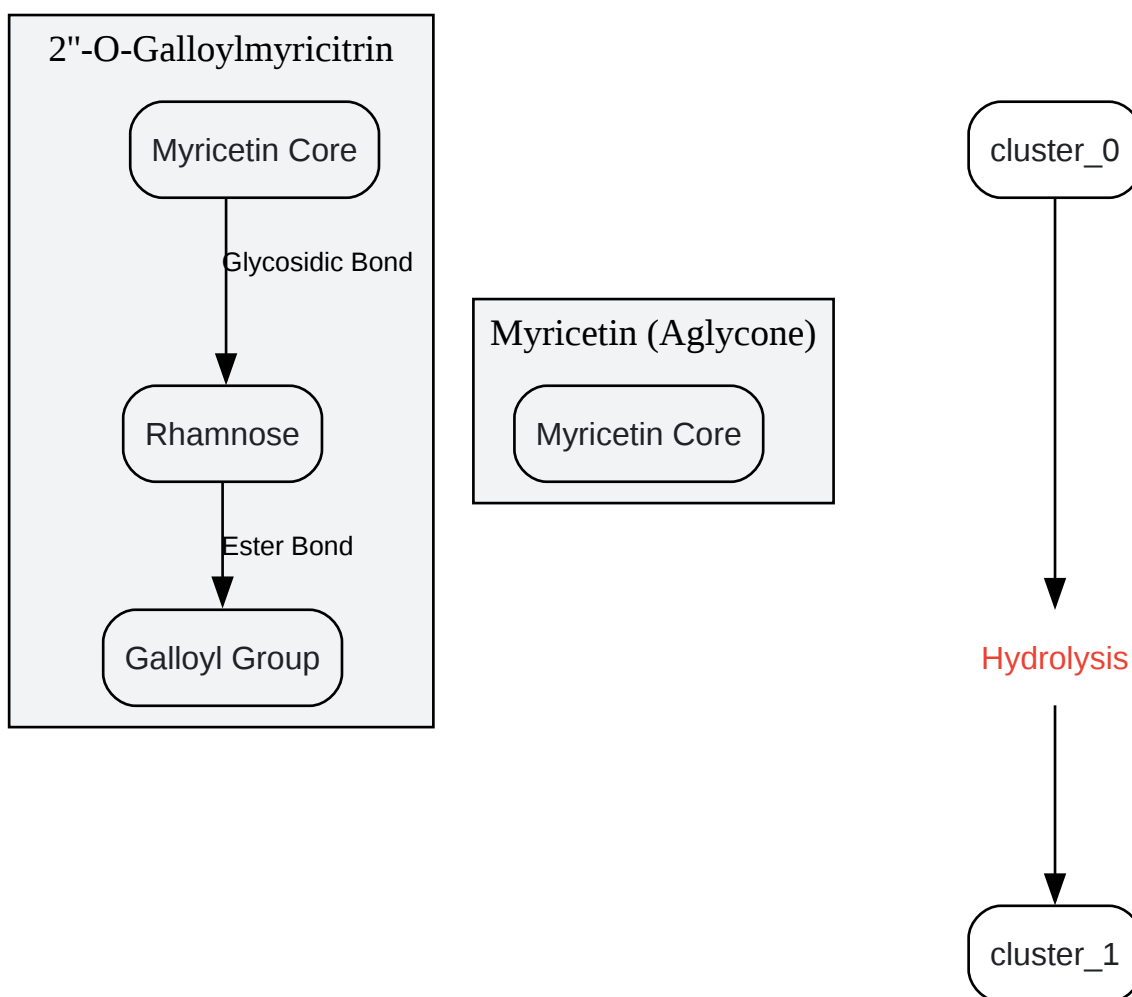 2"-O-Galloylmyricitrin
Myricetin Core
Glycosidic Bond
Rhamnose
Ester Bond
Galloyl Group
Myricetin (Aglycone)
Myricetin Core
cluster_0
Hydrolysis
cluster_1